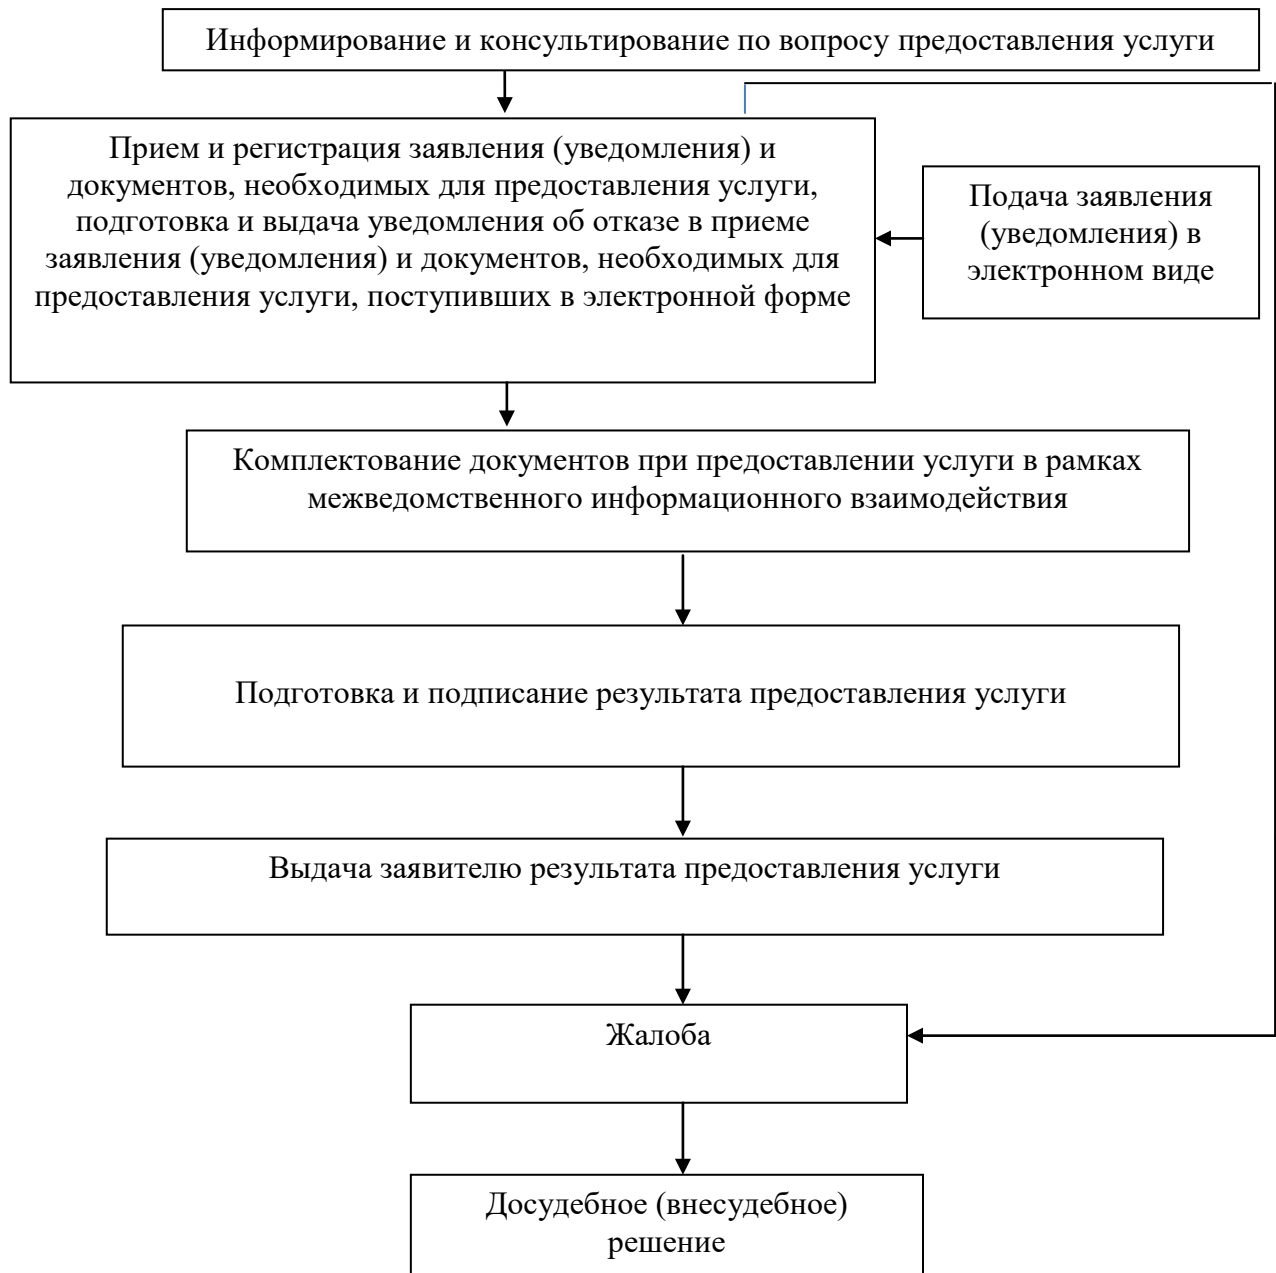 Информирование и консультирование по вопросу предоставления услуги
Прием и регистрация заявления (уведомления) и
документов, необходимых для предоставления услуги,
подготовка и выдача уведомления об отказе в приеме
заявления (уведомления) и документов, необходимых для
предоставления услуги, поступивших в электронной форме
Подача заявления
(уведомления) в
электронном виде
Комплектование документов при предоставлении услуги в рамках
межведомственного информационного взаимодействия
Подготовка и подписание результата предоставления услуги
Выдача заявителю результата предоставления услуги
Жалоба
Досудебное (внесудебное)
решение